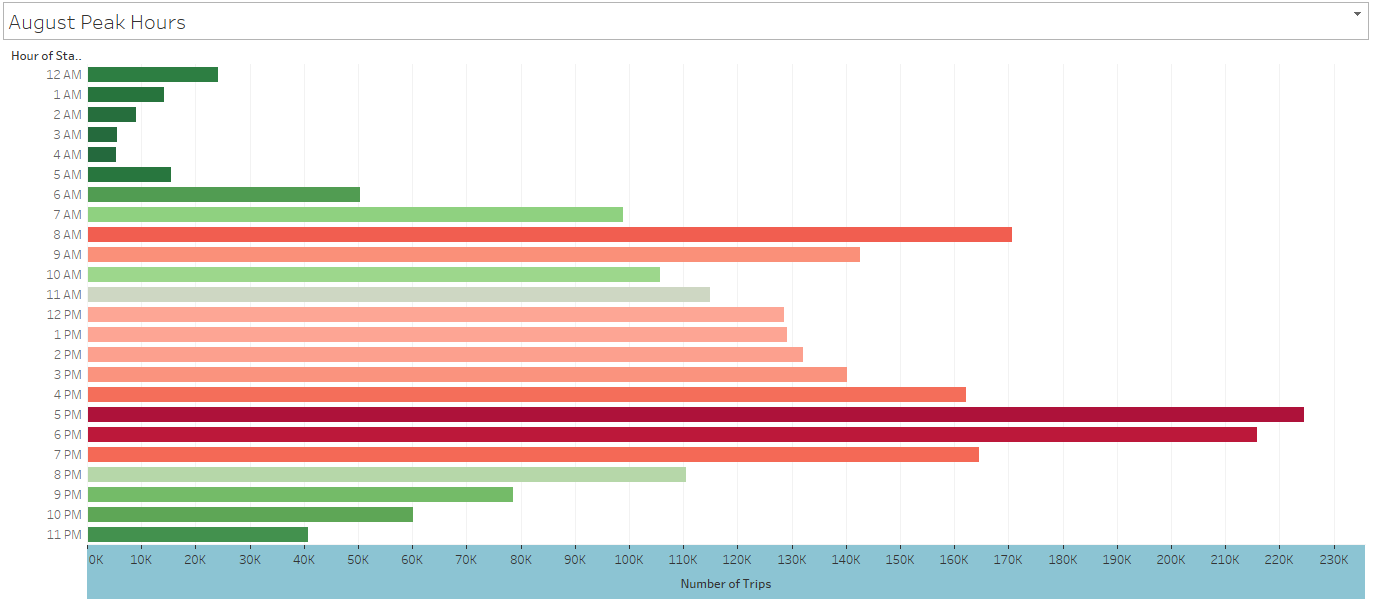 August Peak Hours
Hour of Sta..
12 AM
1 AM
2 AM
3 AM
4 AM
5 AM
6 AM
7 AM
8 AM
9 AM
10 AM
11 AM
12 PM
1 PM
2 PM
3 PM
4 PM
5 PM
6 PM
7 PM
8 PM
9 PM
10 PM
11 PM
0K 10K 20K 30K 40K 50K 60K 70K 80K 90K 100K 110K 120K 130K 140K 150K 160K 170K 180K 190K 200K 210K 220K 230K
Number of Trips